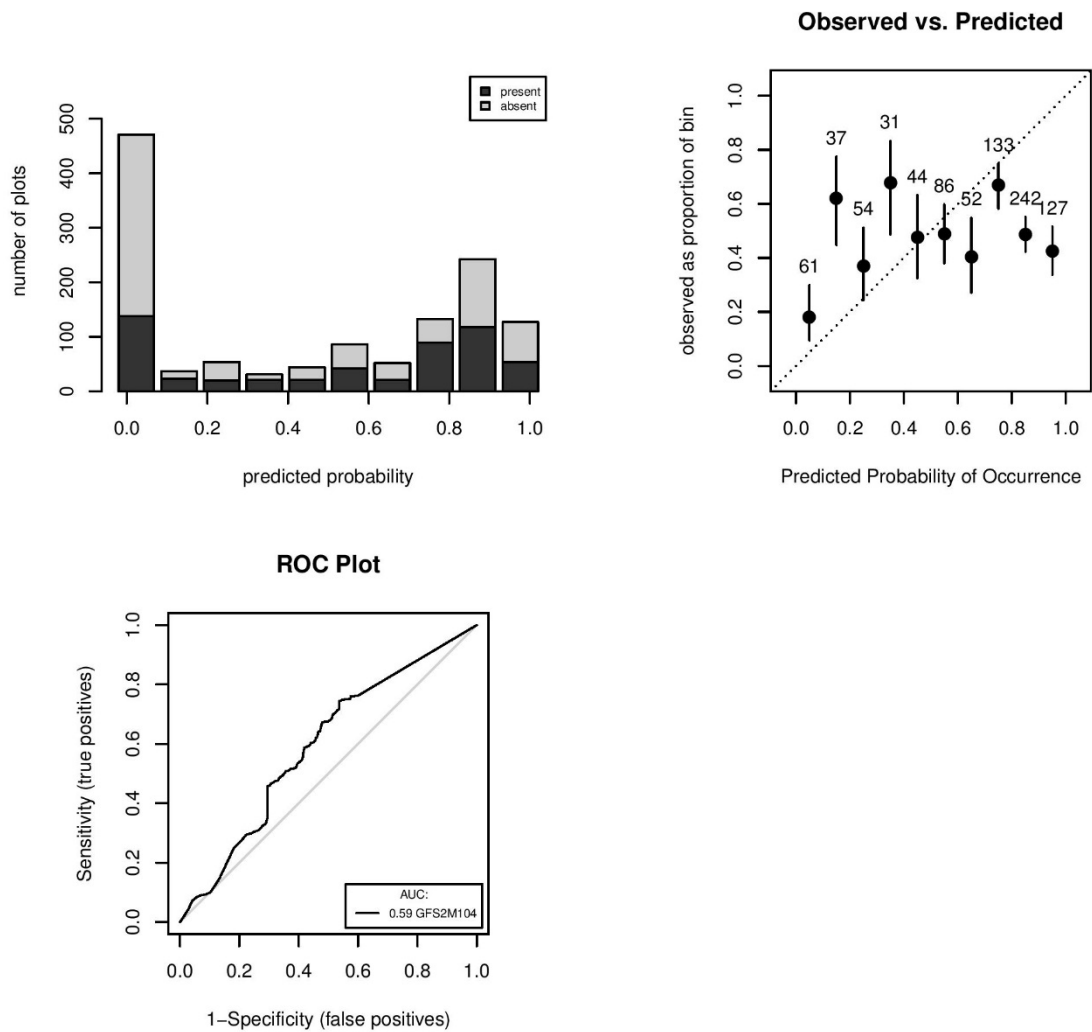 present
absent
number of plots
0 100 200 300 400 500
0.0 0.2 0.4 0.6 0.8 1.0
predicted probability
Observed vs. Predicted
observed as proportion of bin
0.0 0.2 0.4 0.6 0.8 1.0
61 37 54 31 44 86 52 133 242 127
0.0 0.2 0.4 0.6 0.8 1.0
Predicted Probability of Occurrence
ROC Plot
Sensitivity (true positives)
0.0 0.2 0.4 0.6 0.8 1.0
AUC:
0.59 GFS2M104
0.0 0.2 0.4 0.6 0.8 1.0
1−Specificity (false positives)